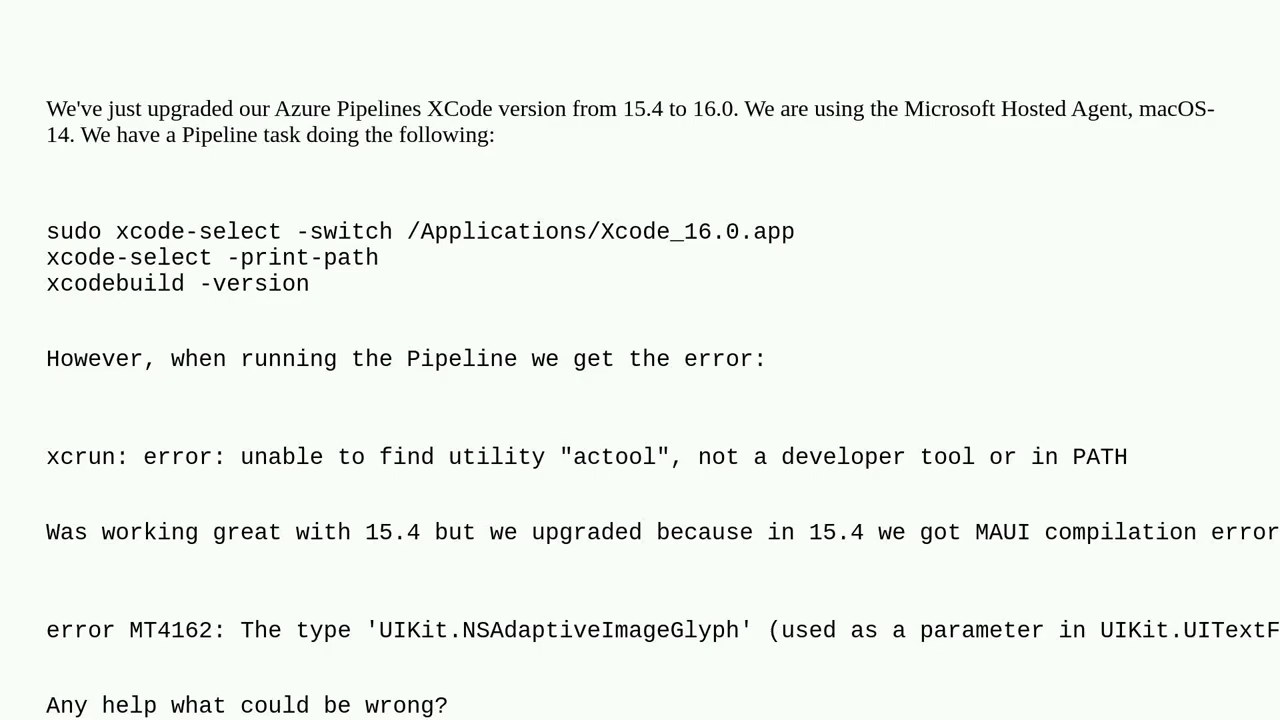 We've just upgraded our Azure Pipelines XCode version from 15.4 to 16.0. We are using the Microsoft Hosted Agent, macOS-
14. We have a Pipeline task doing the following:
sudo xcode-select -switch /Applications/Xcode_16.0.app
xcode-select -print-path
xcodebuild -version
However, when running the Pipeline we get the error:
xcrun: error: unable to find utility "actool", not a developer tool or in PATH
Was working great with 15.4 but we upgraded because in 15.4 we got MAUI compilation error
error MT4162: The type 'UIKit.NSAdaptiveImageGlyph' (used as a parameter in UIKit.UITextF
Any help what could be wrong?